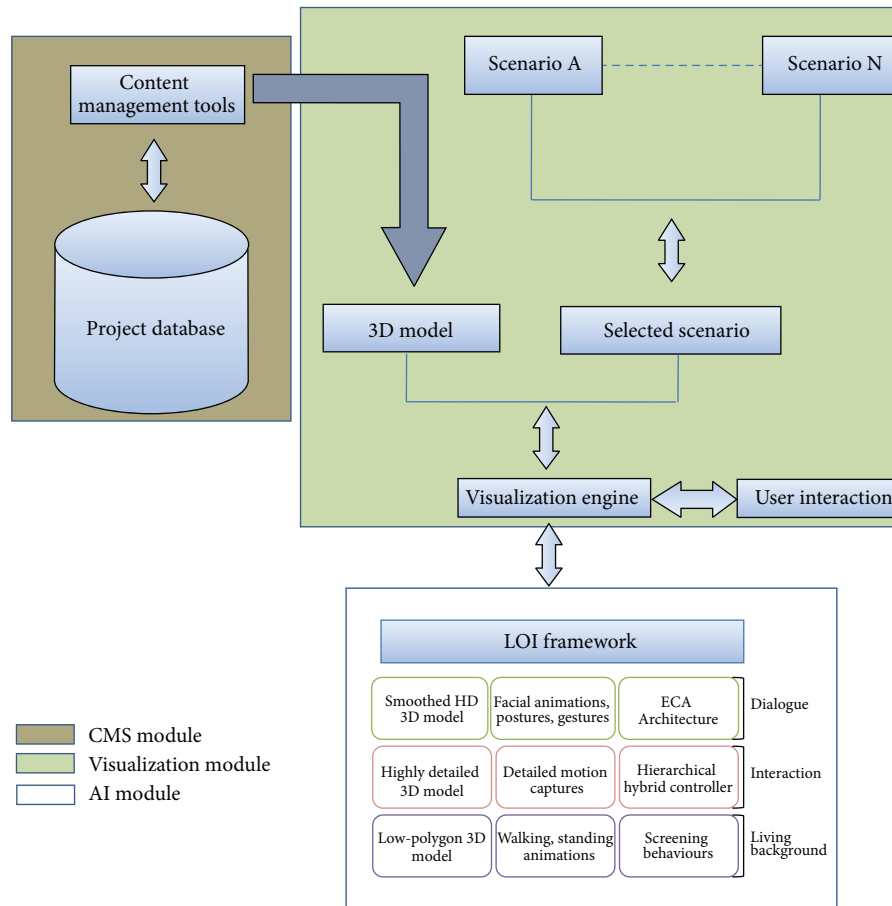 Content
management tools
Project database
Scenario A
Scenario N
3D model
Selected scenario
Visualization engine
User interaction
LOI framework
Smoothed HD
3D model
Facial animations,
postures, gestures
ECA
Architecture
Dialogue
Highly detailed
3D model
Detailed motion
captures
Hierarchical
hybrid controller
Interaction
Low-polygon 3D
model
Walking, standing
animations
Screening
behaviours
Living
background
CMS module
Visualization module
AI module